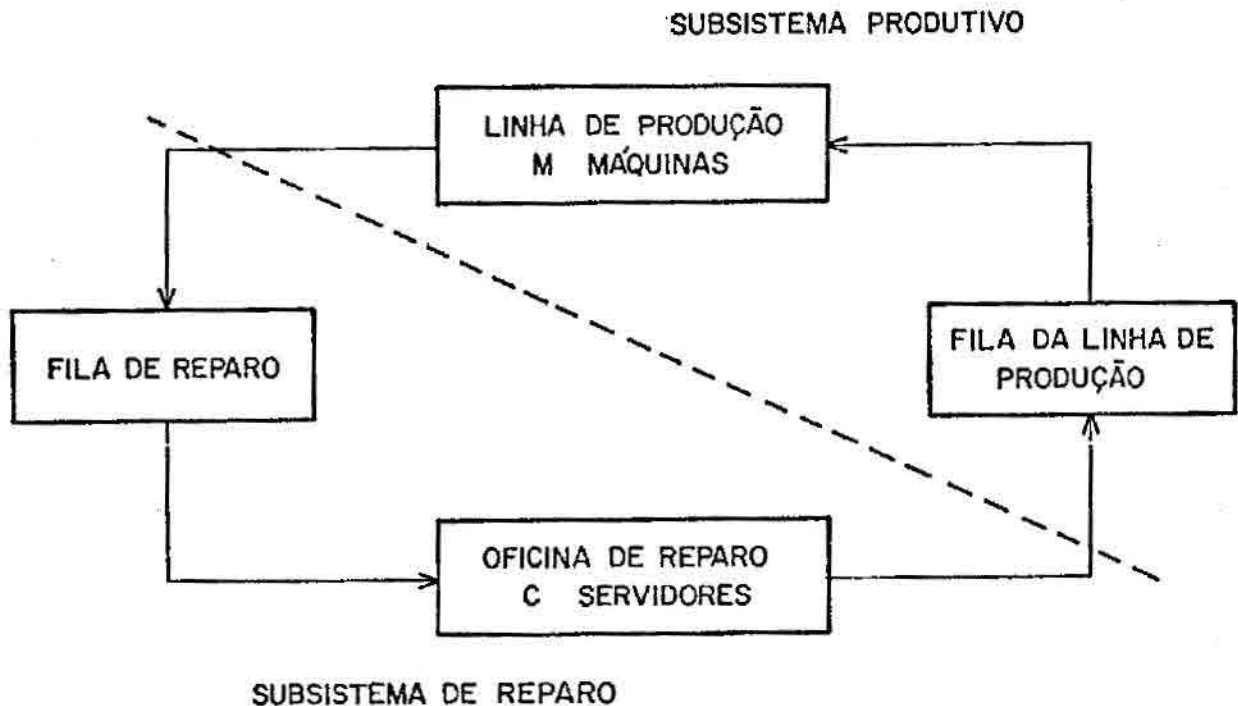 SUBSISTEMA PRODUTIVO
LINHA DE PRODUÇÃO
M MÁQUINAS
FILA DE REPARO
FILA DA LINHA DE
PRODUÇÃO
OFICINA DE REPARO
C SERVIDORES
SUBSISTEMA DE REPARO